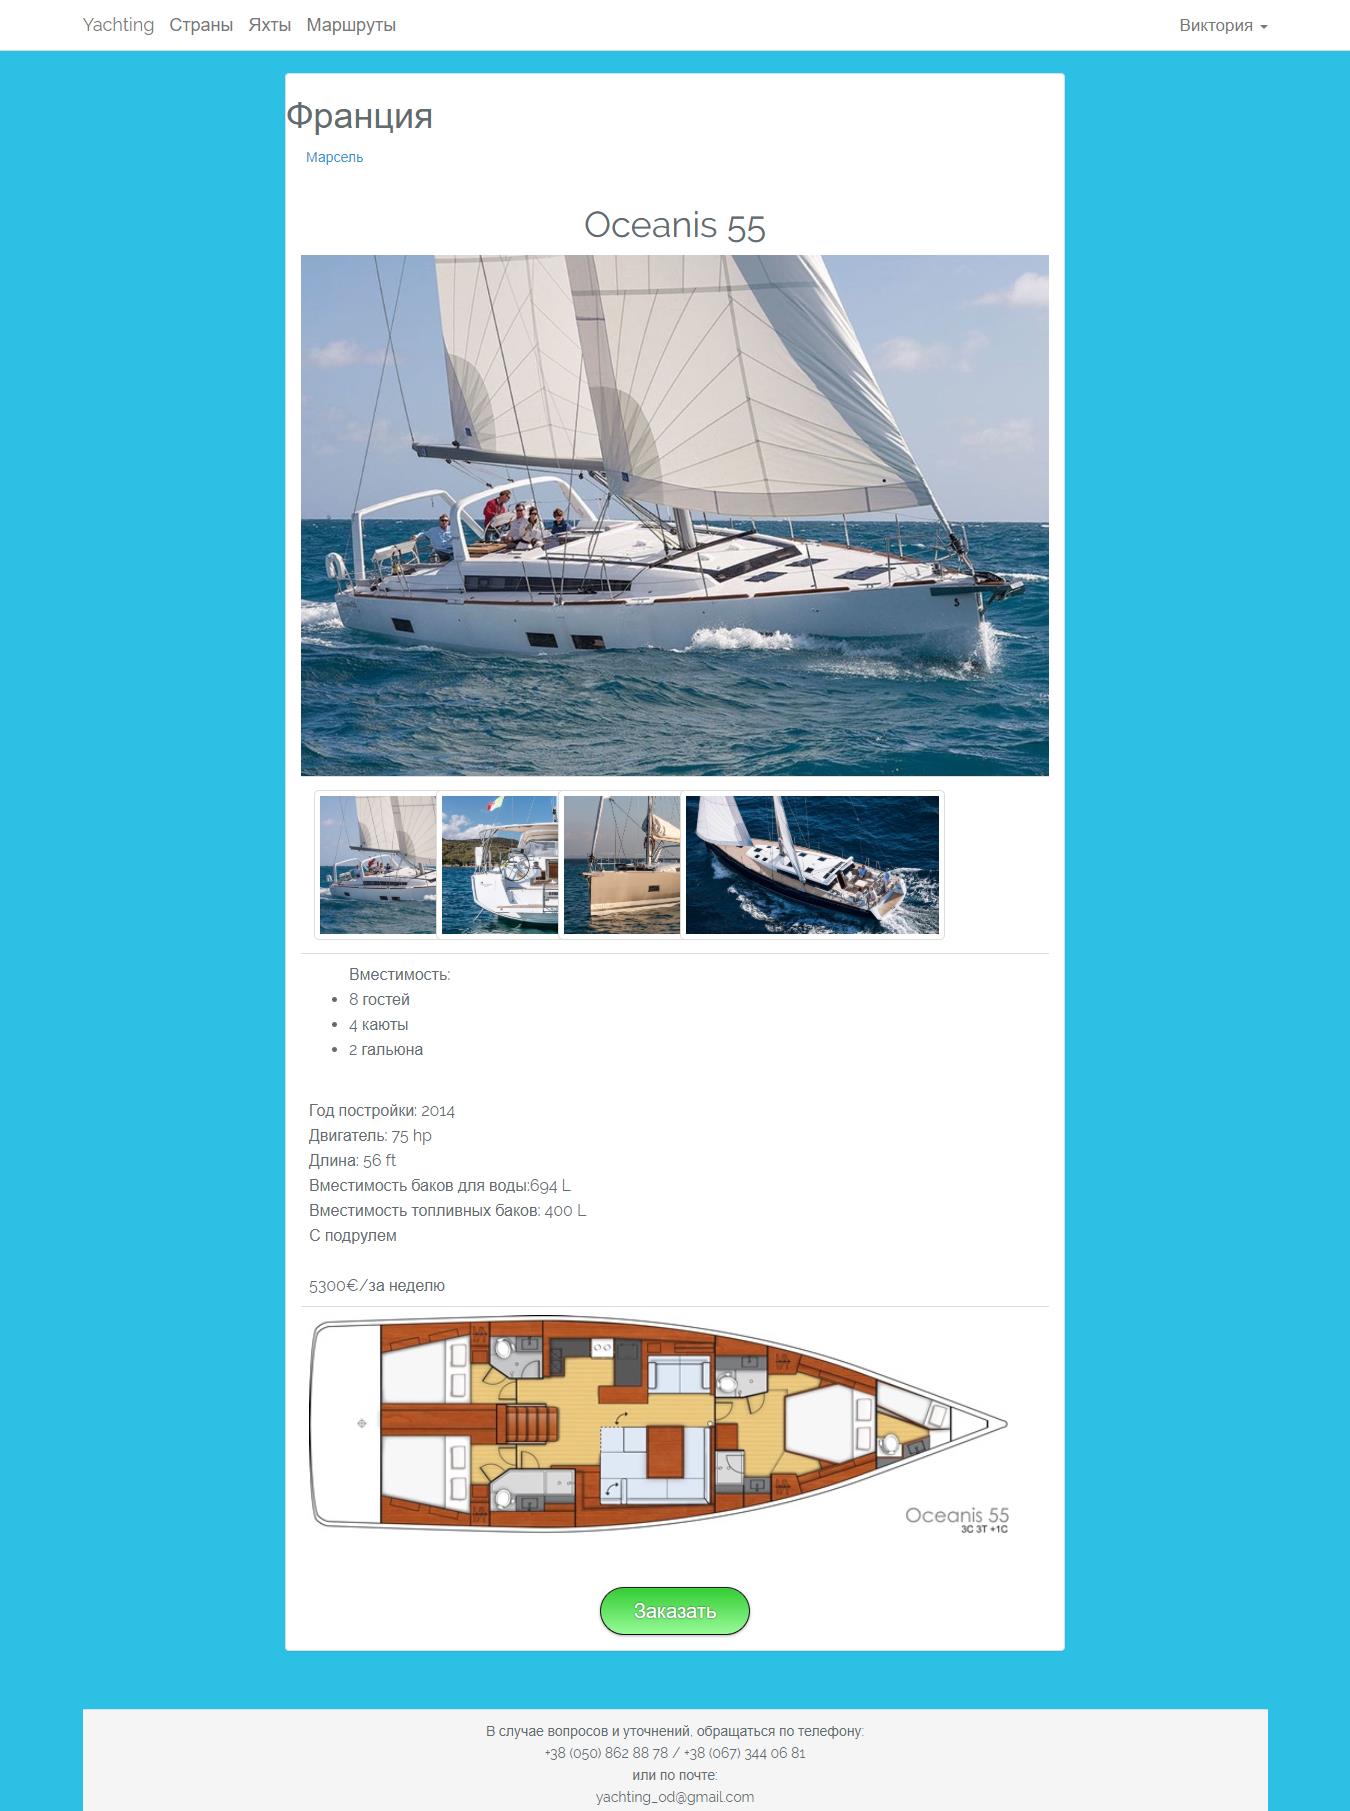 Yachting Страны Яхты Маршруты Виктория
Франция
Марсель
Oceanis 55
Вместимость:
8 гостей
4 каюты
2 гальюна
Год постройки: 2014
Двигатель: 75 hp
Длина: 56 ft
Вместимость баков для воды:694 L
Вместимость топливных баков: 400 L
С подрулем
5300€/за неделю
Oceanis 55
3C 3T +1C
Заказать
В случае вопросов и уточнений, обращаться по телефону:
+38 (050) 862 88 78 / +38 (067) 344 06 81
или по почте:
yachting_od@gmail.com